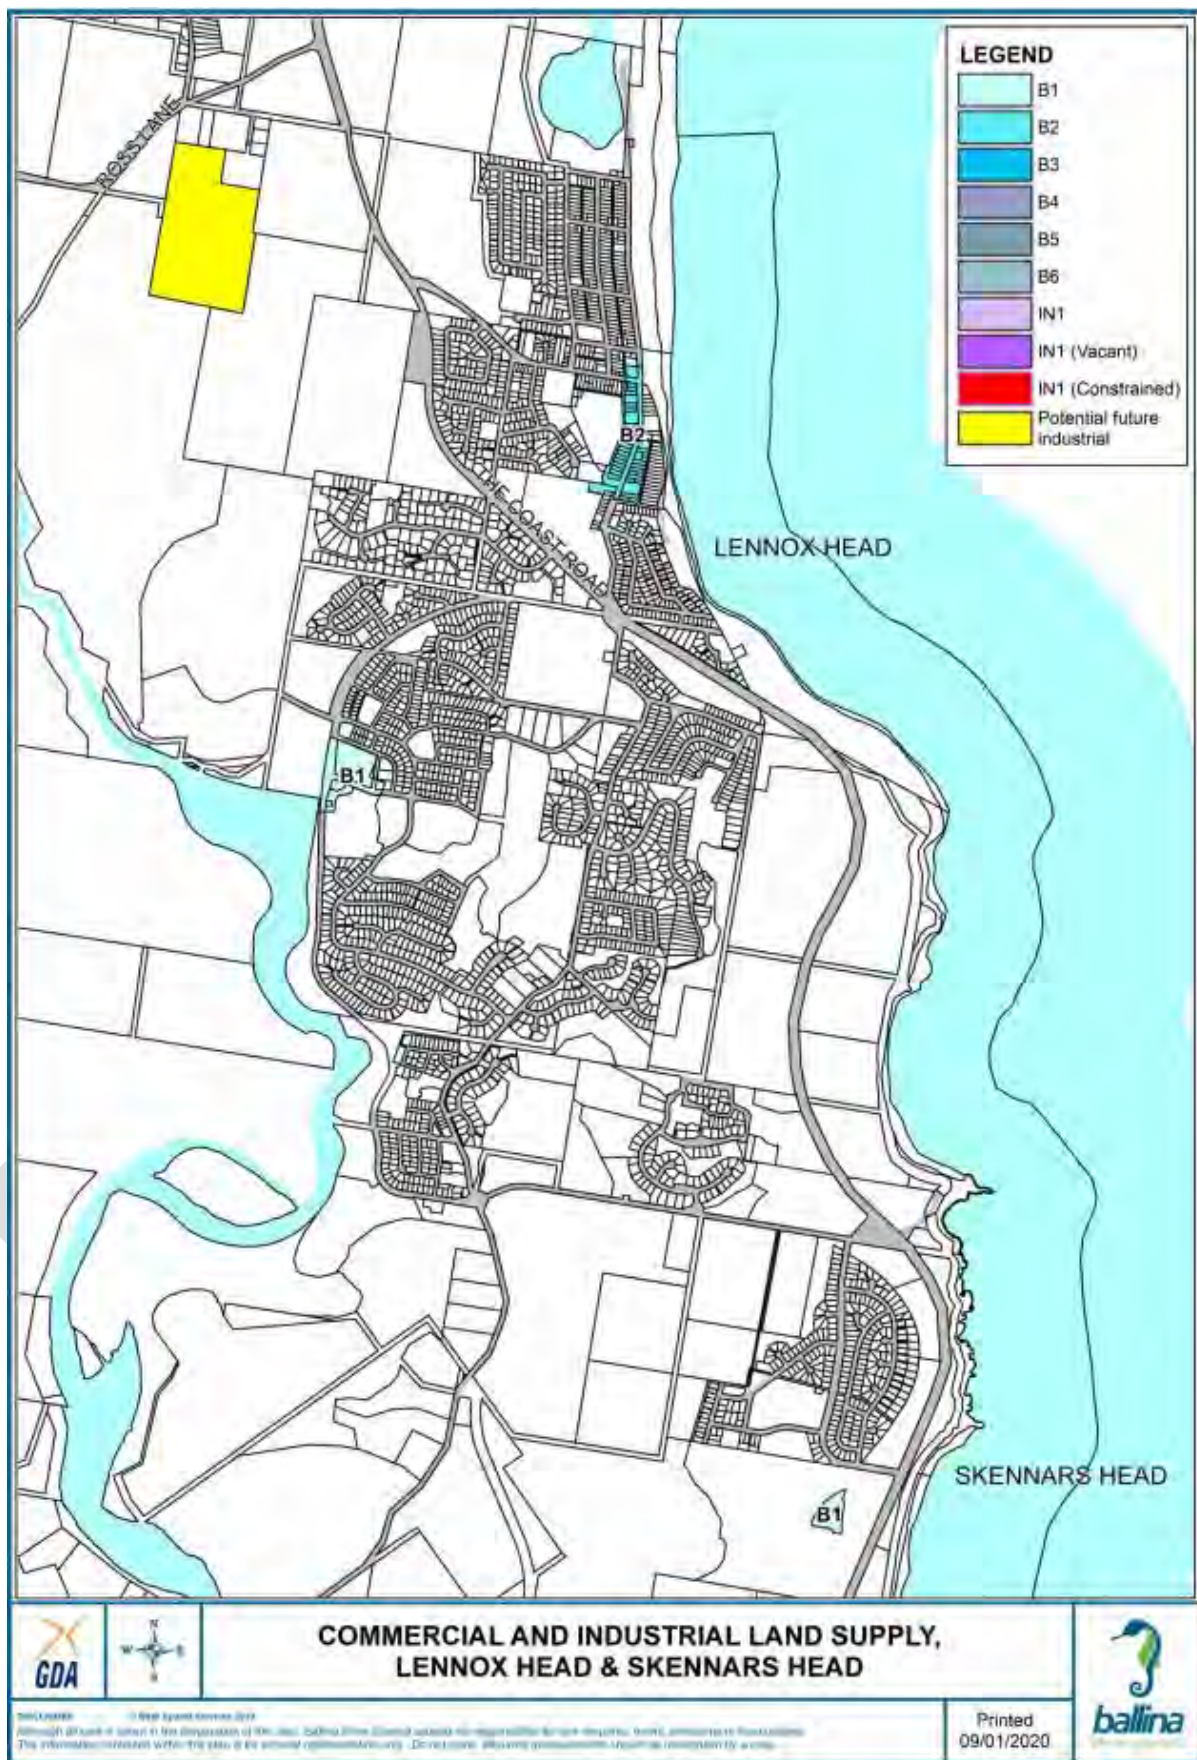 LEGEND
B1
B2
B3
B4
B5
B6
IN1
IN1 (Vacant)
IN1 (Constrained)
Potential future
industrial
ROSS LANE
B2
THE COAST ROAD
LENNOX HEAD
B1
SKENNARS HEAD
B1
GDA
N
W
E
S
COMMERCIAL AND INDUSTRIAL LAND SUPPLY,
LENNOX HEAD & SKENNARS HEAD
ballina
Printed
09/01/2020